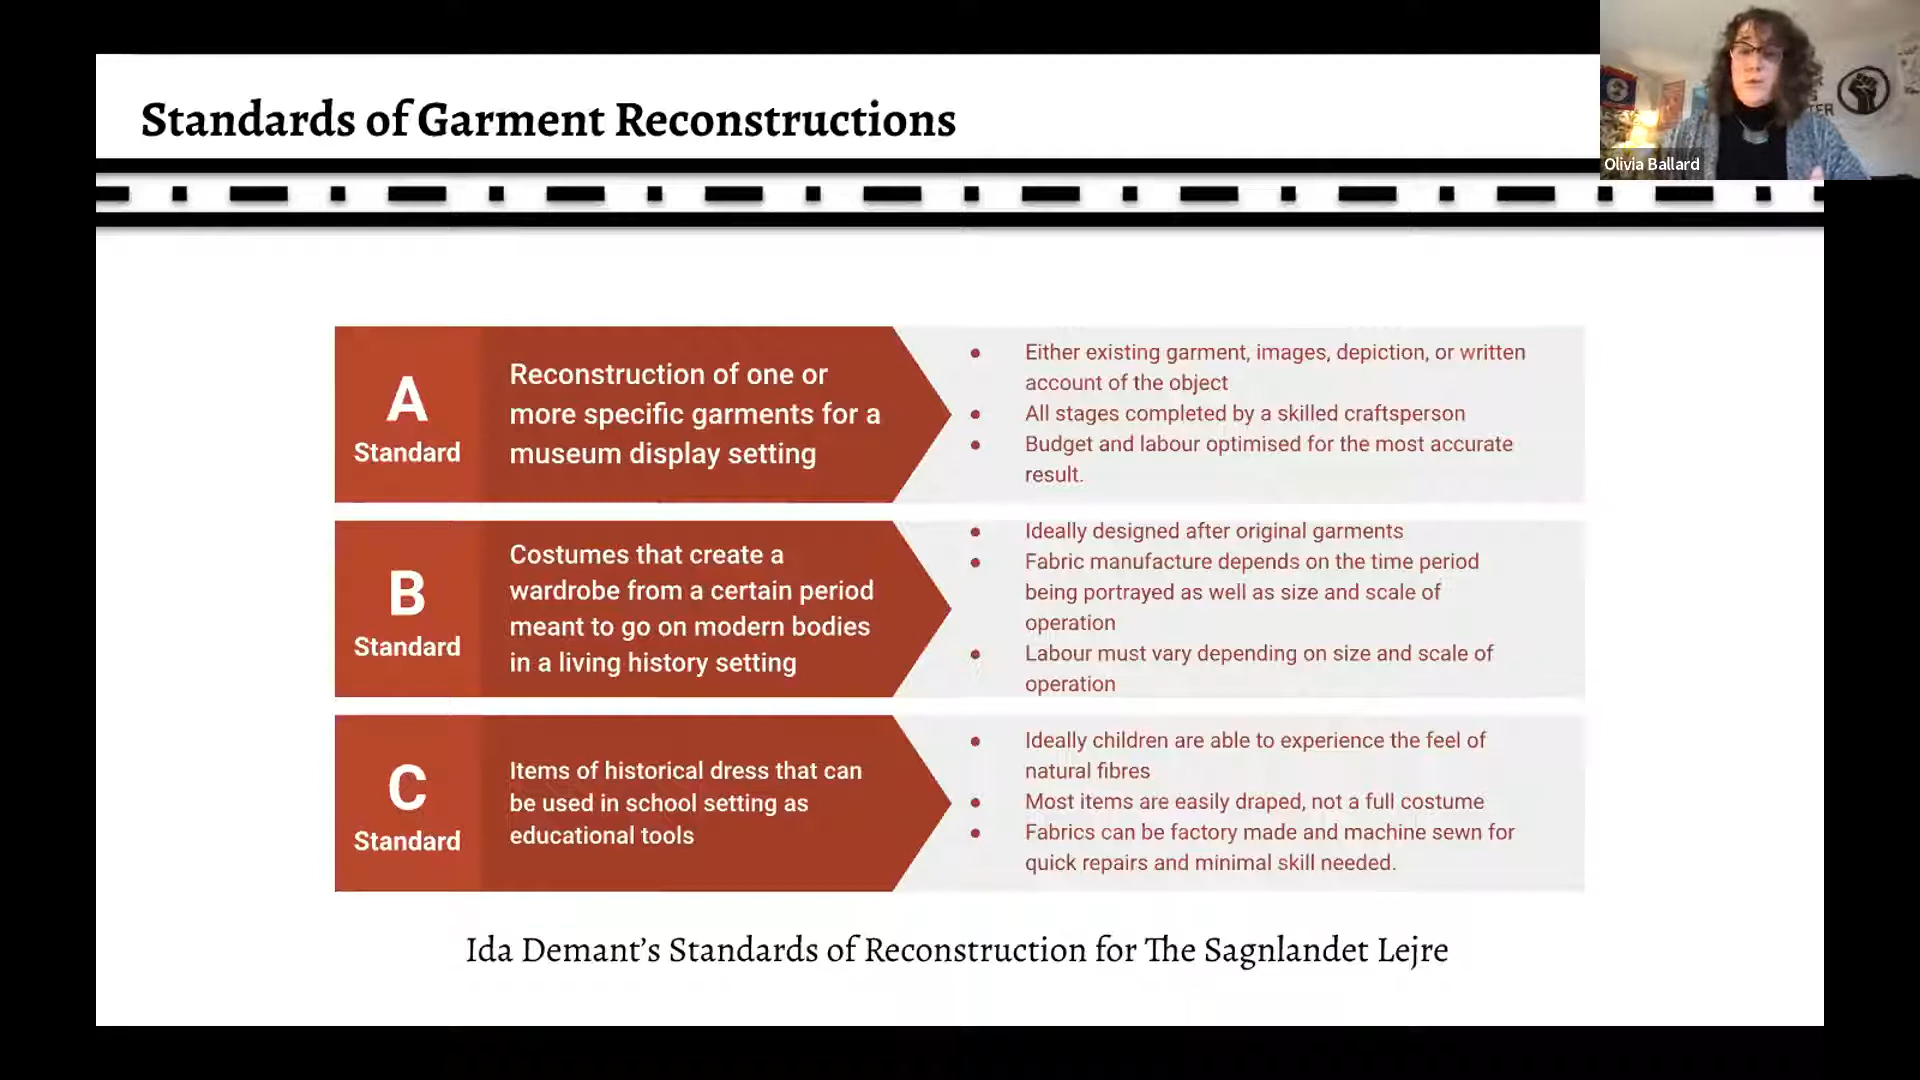 Standards of Garment Reconstructions
TER
Olivia Ballard
A
Standard
Reconstruction of one or
more specific garments for a
museum display setting
● Either existing garment, images, depiction, or written
account of the object
● All stages completed by a skilled craftsperson
● Budget and labour optimised for the most accurate
result.
B
Standard
Costumes that create a
wardrobe from a certain period
meant to go on modern bodies
in a living history setting
● Ideally designed after original garments
● Fabric manufacture depends on the time period
being portrayed as well as size and scale of
operation
● Labour must vary depending on size and scale of
operation
C
Standard
Items of historical dress that can
be used in school setting as
educational tools
● Ideally children are able to experience the feel of
natural fibres
● Most items are easily draped, not a full costume
● Fabrics can be factory made and machine sewn for
quick repairs and minimal skill needed.
Ida Demant’s Standards of Reconstruction for The Sagnlandet Lejre